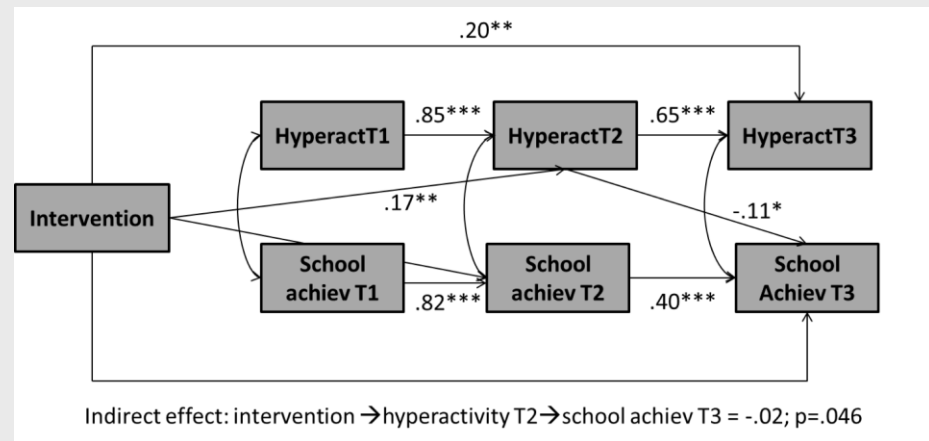 .20**
.85***
.65***
HyperactT1
HyperactT2
HyperactT3
.17**
-.11*
Intervention
School
achiev T1
School
achiev T2
School
Achiev T3
.82***
.40***
Indirect effect: intervention →hyperactivity T2→school achiev T3 = -.02; p=.046